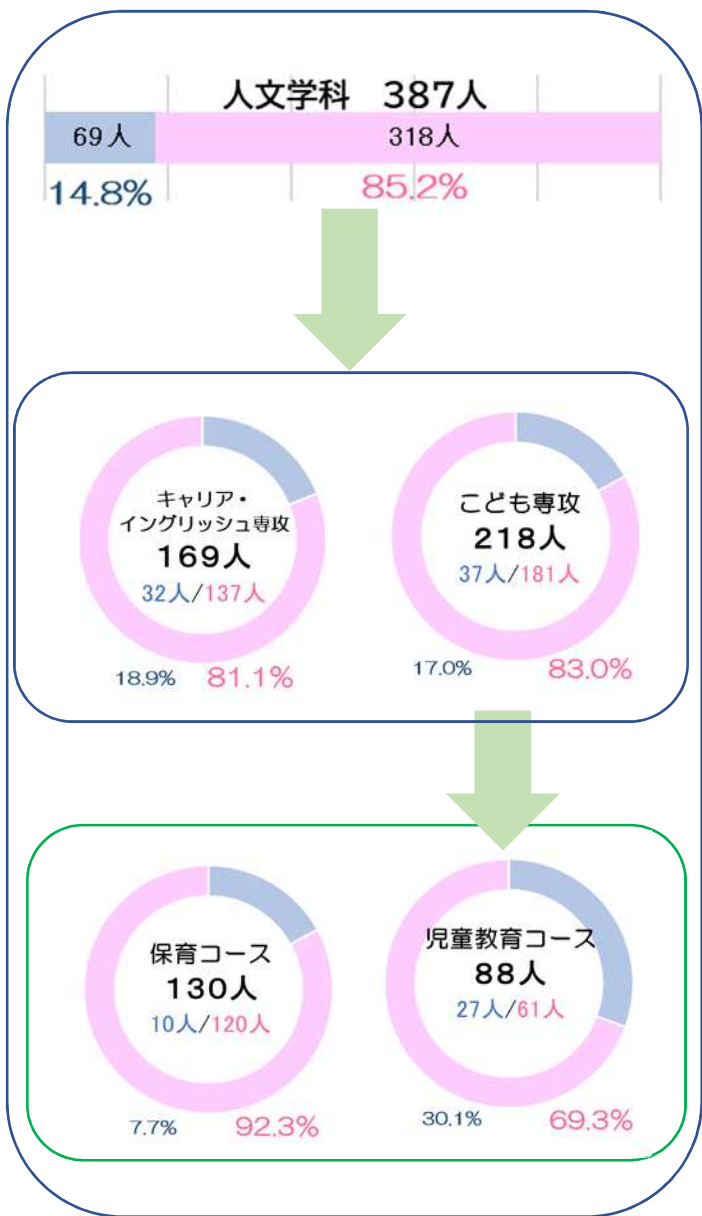 人文学科 387人
69人 318人
14.8% 85.2%
キャリア・
イングリッシュ専攻
169人
32人/137人
18.9% 81.1%
こども専攻
218人
37人/181人
17.0% 83.0%
保育コース
130人
10人/120人
7.7% 92.3%
児童教育コース
88人
27人/61人
30.1% 69.3%